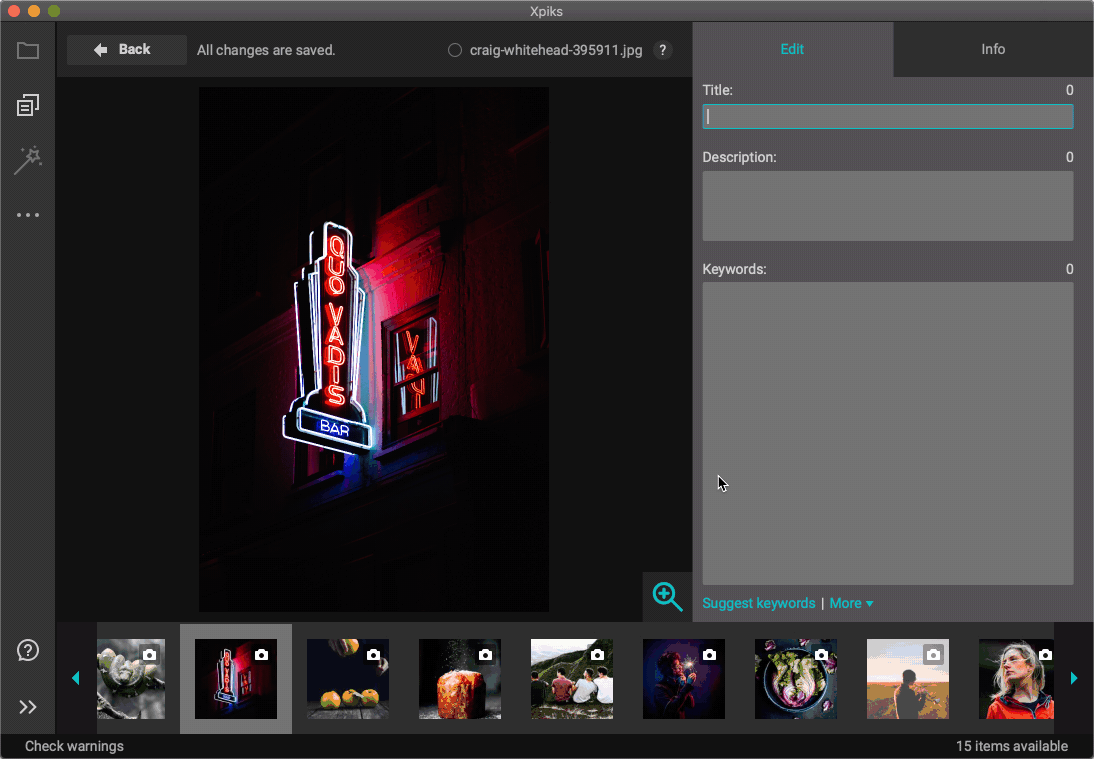 Xpiks
Back
All changes are saved.
craig-whitehead-395911.jpg
?
Edit
Info
Title:
0
Description:
0
Keywords:
0
QUO VADIS
BAR
Suggest keywords | More
?
Check warnings
15 items available